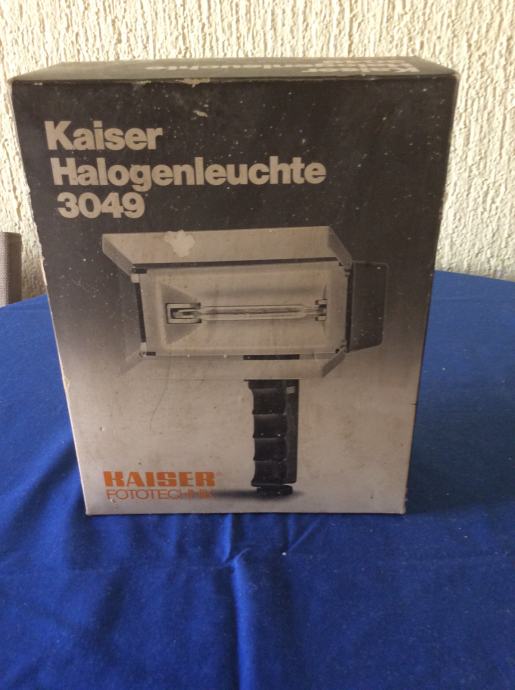 Kaiser
Halogenleuchte
3049
KAISER
FOTOTECHNIK